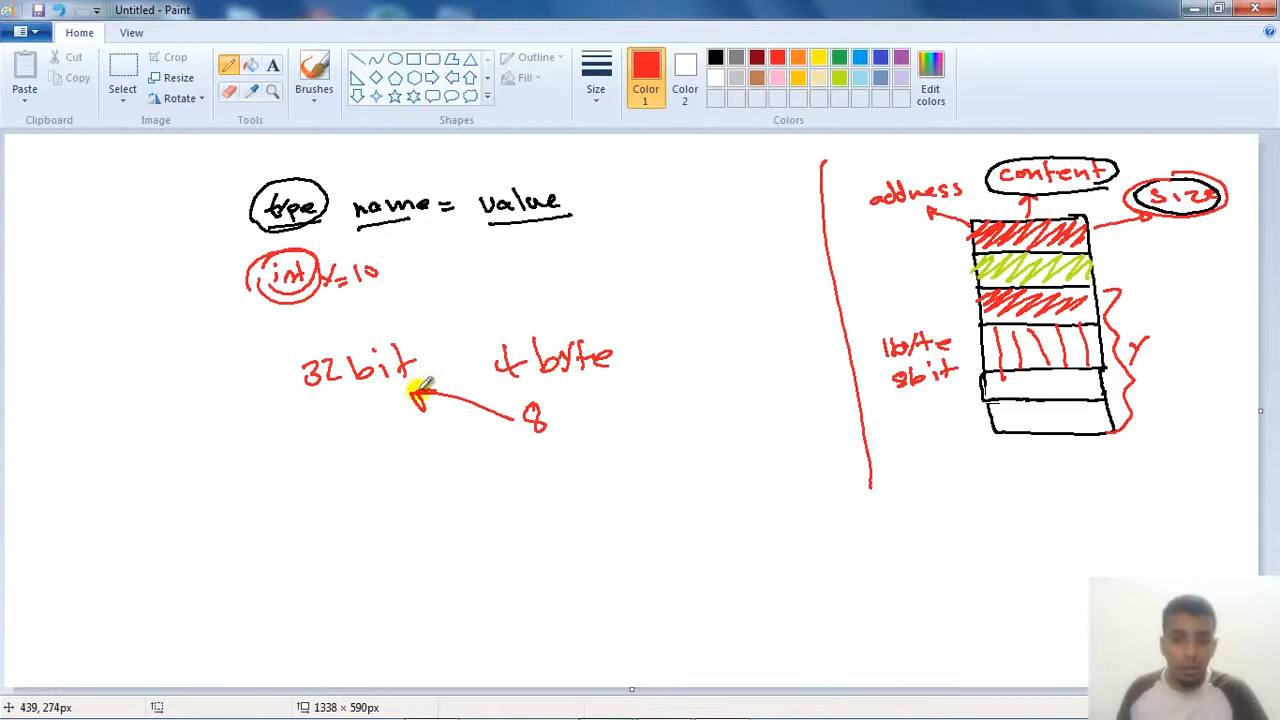 Untitled - Paint
Home
View
Paste
Cut
Copy
Clipboard
Select
Crop
Resize
Rotate
Image
A
Tools
Brushes
Outline
Fill
Shapes
Size
Color 1
Color 2
Edit colors
Colors
type name = value
int x=10
32 bit 4 byte
8
address content size
1byte
8bit
439, 274px
1338 × 590px